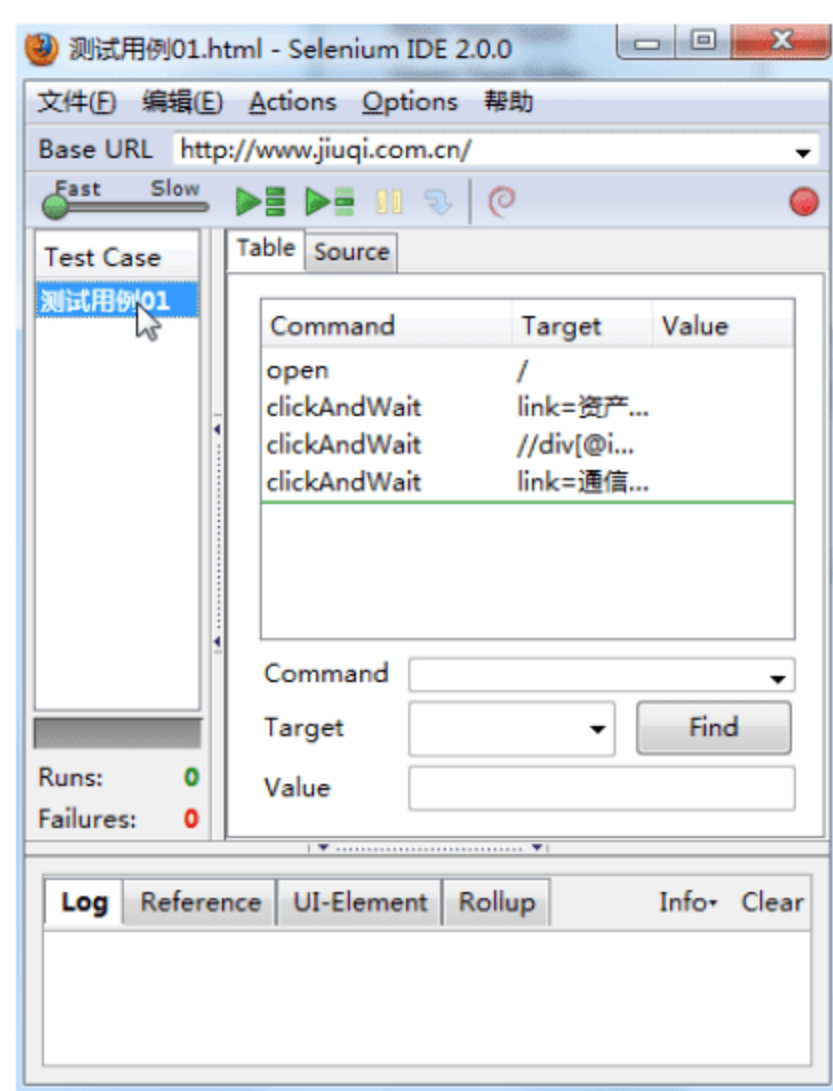 测试用例01.html - Selenium IDE 2.0.0
文件(F) 编辑(E) Actions Options 帮助
Base URL http://www.jiuqi.com.cn/
Fast Slow
Test Case
测试用例01
Table Source
Command Target Value
open /
clickAndWait link=资产...
clickAndWait //div[@i...
clickAndWait link=通信...
Command
Target Find
Value
Runs: 0
Failures: 0
Log Reference UI-Element Rollup Info Clear